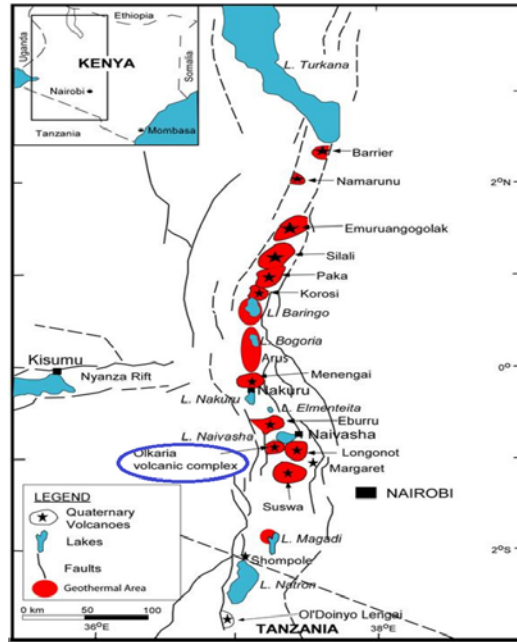 Ethiopia
Uganda
KENYA
Somalia
Nairobi
Tanzania
Mombasa
L. Turkana
Barrier
Namarunu
2°N
Emuruangogolak
Silali
Paka
Korosi
L. Baringo
L. Bogoria
Arus
Kisumu
Nyanza Rift
Menengai
0°
Nakuru
L. Nakuru
L. Elmenteita
Eburru
L. Naivasha
Naivasha
Olkaria
volcanic complex
Longonot
Margaret
NAIROBI
Suswa
LEGEND
Quaternary
Volcanoes
Lakes
Faults
Geothermal Area
0 km 50 100
L. Magadi
2°S
Shompole
L. Natron
Ol'Doinyo Lengai
TANZANIA
36°E
38°